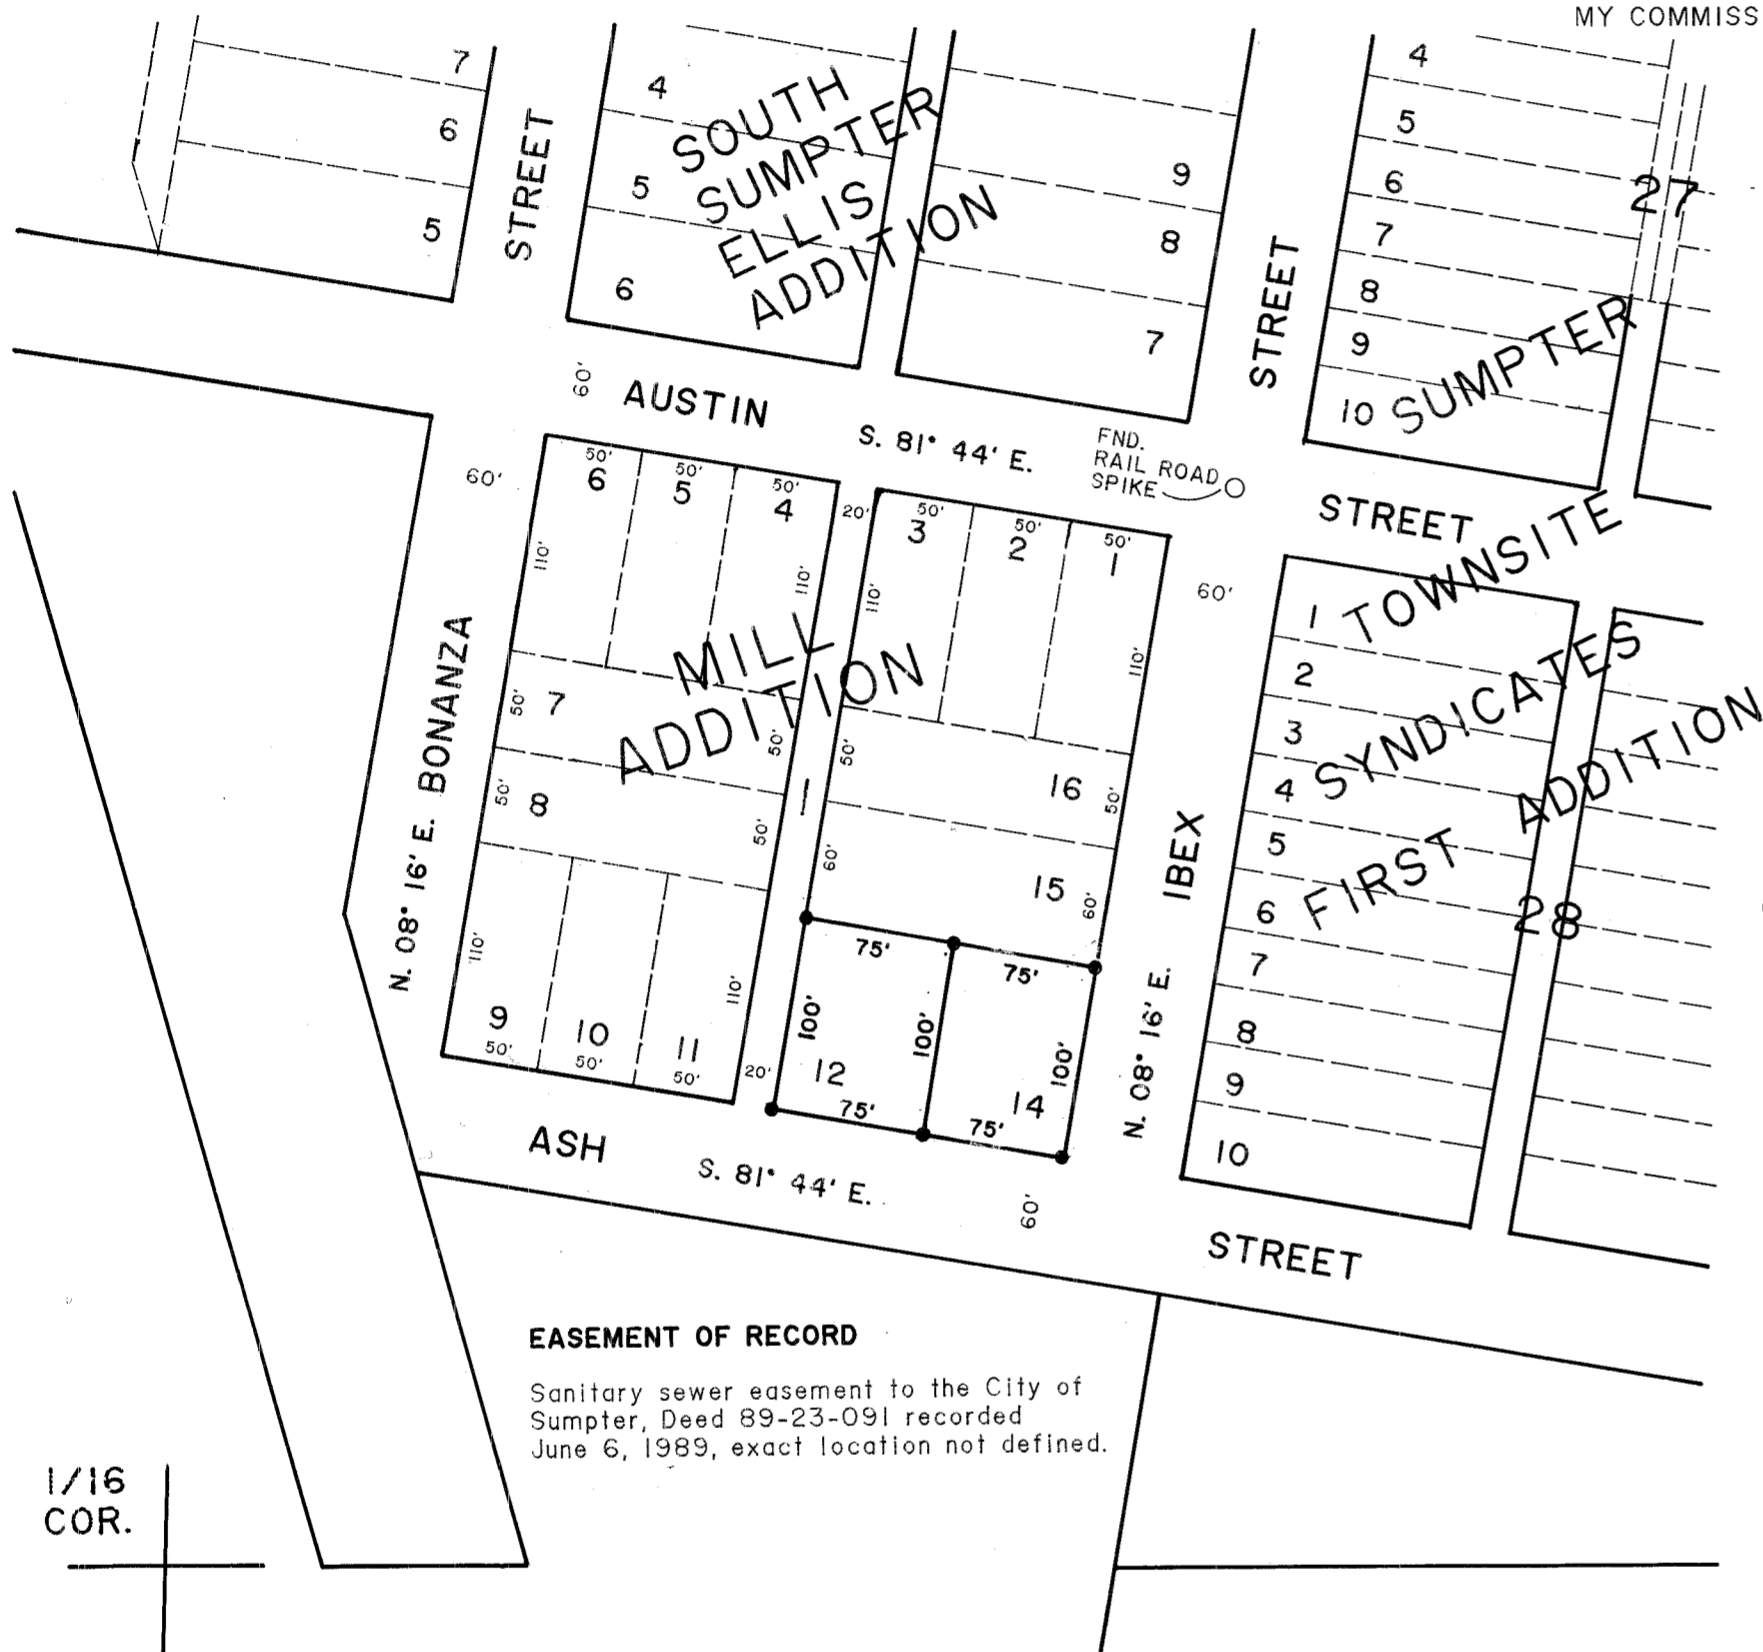 MY COMMISS
7
6
5
STREET
4
5
6
SOUTH
SUMPTER
ELLIS
ADDITION
9
8
7
STREET
4
5
6
7
8
9
10
27
SUMPTER
60'
AUSTIN
S. 81° 44' E.
FND.
RAIL ROAD
SPIKE
STREET
60'
50'
50'
50'
6
5
4
20'
50'
50'
50'
3
2
1
60'
110'
110'
110'
110'
MILL
ADDITION
N. 08° 16' E. BONANZA
50'
7
50'
50'
50'
8
50'
1
16
50'
60'
15
60'
110'
110'
9
10
11
50'
50'
50'
20'
75'
75'
100'
100'
100'
12
14
75'
75'
N. 08° 16' E. IBEX
TOWNSITE
SYNDICATES
FIRST ADDITION
28
1
2
3
4
5
6
7
8
9
10
ASH
S. 81° 44' E.
60'
STREET
EASEMENT OF RECORD
Sanitary sewer easement to the City of
Sumpter, Deed 89-23-091 recorded
June 6, 1989, exact location not defined.
1/16
COR.